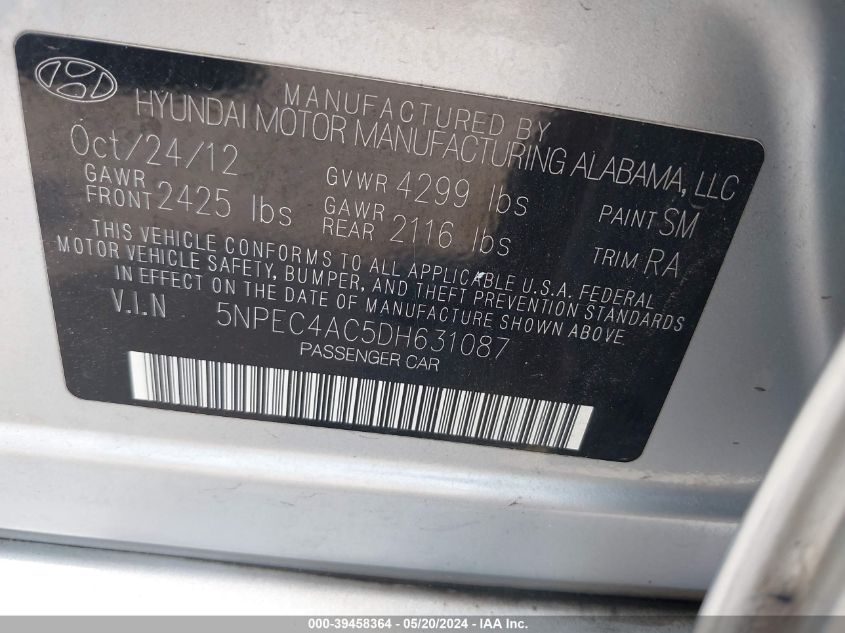 MANUFACTURED BY
HYUNDAI MOTOR MANUFACTURING ALABAMA, LLC
Oct/24/12
GVWR 4299 lbs
PAINT SM
GAWR FRONT 2425 lbs
GAWR REAR 2116 lbs
TRIM RA
THIS VEHICLE CONFORMS TO ALL APPLICABLE U.S.A. FEDERAL
MOTOR VEHICLE SAFETY, BUMPER, AND THEFT PREVENTION STANDARDS
IN EFFECT ON THE DATE OF MANUFACTURE SHOWN ABOVE.
V.I.N 5NPEC4AC5DH631087
PASSENGER CAR
000-39458364 - 05/20/2024 - IAA Inc.